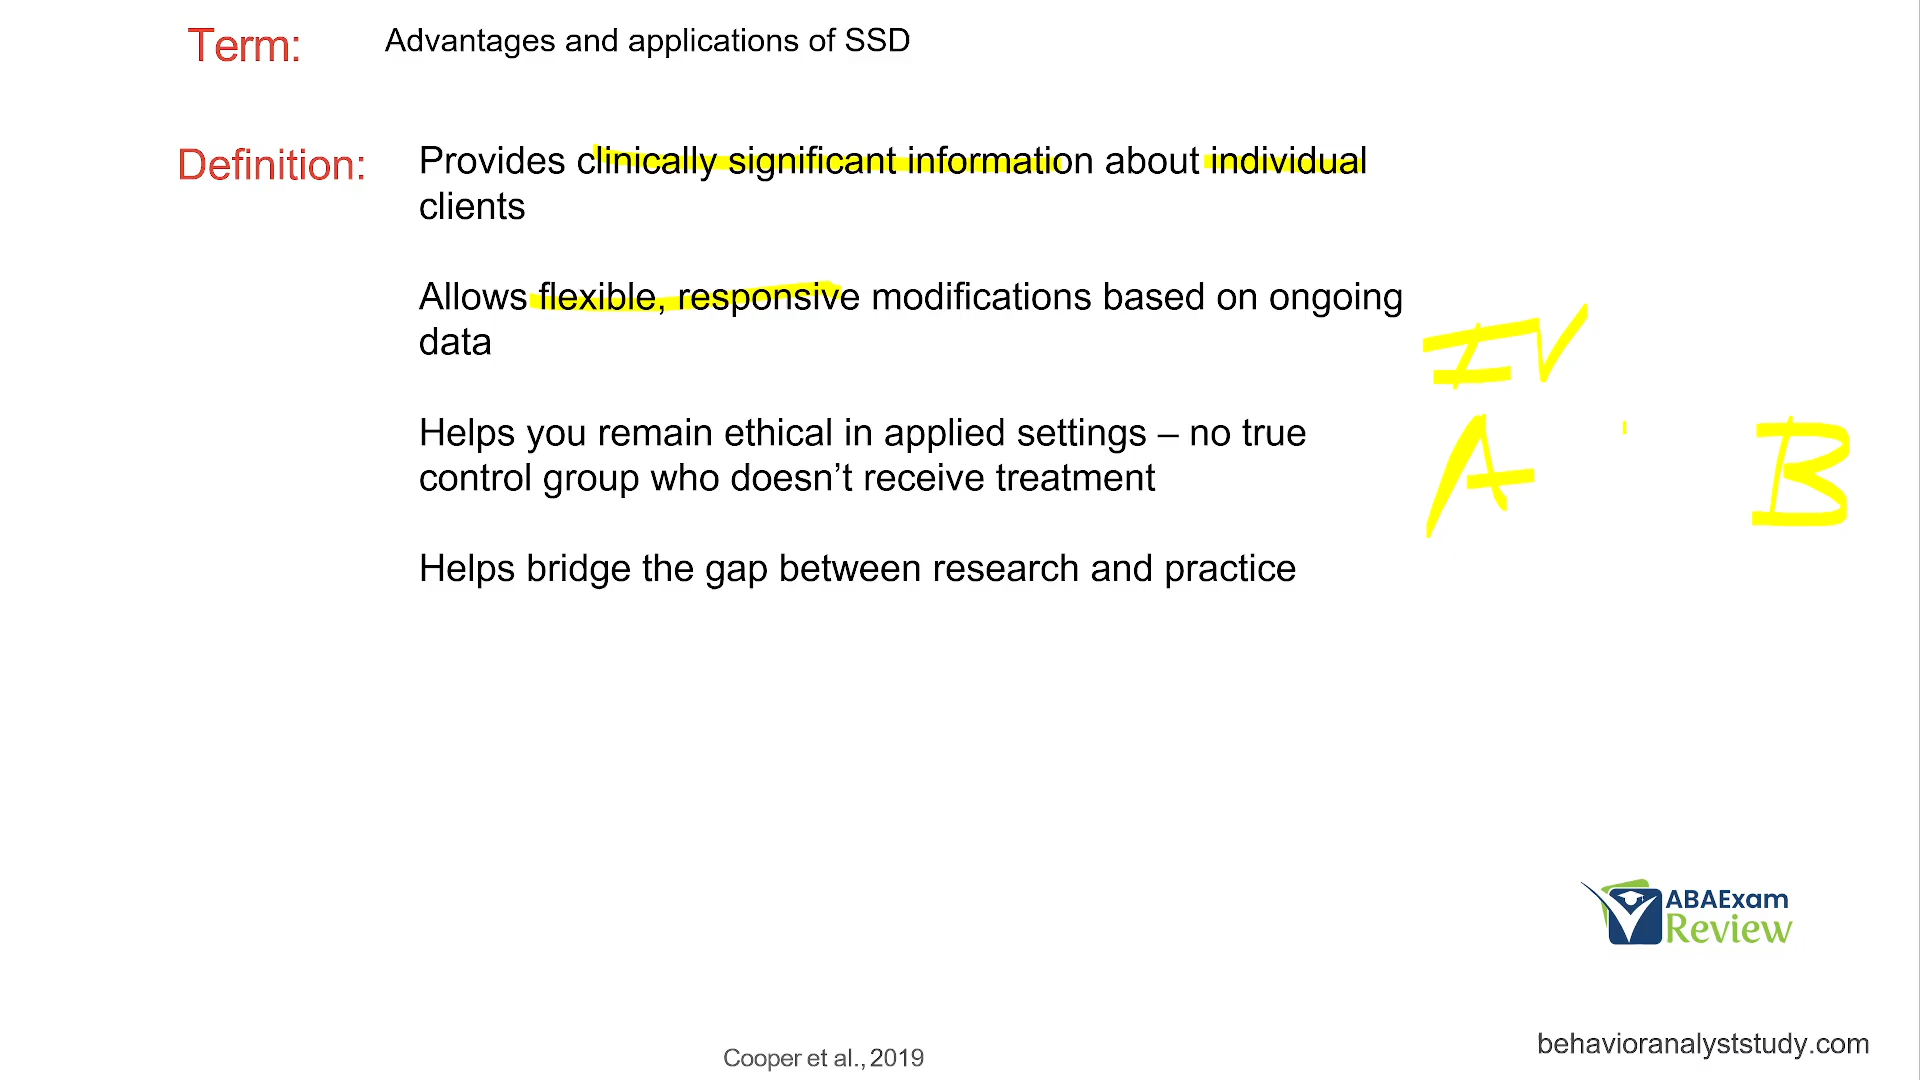 Term: Advantages and applications of SSD
Definition: Provides clinically significant information about individual
clients
Allows flexible, responsive modifications based on ongoing
data
IV
Helps you remain ethical in applied settings – no true
control group who doesn’t receive treatment
A B
Helps bridge the gap between research and practice
ABAExam
Review
behavioranalyststudy.com
Cooper et al., 2019